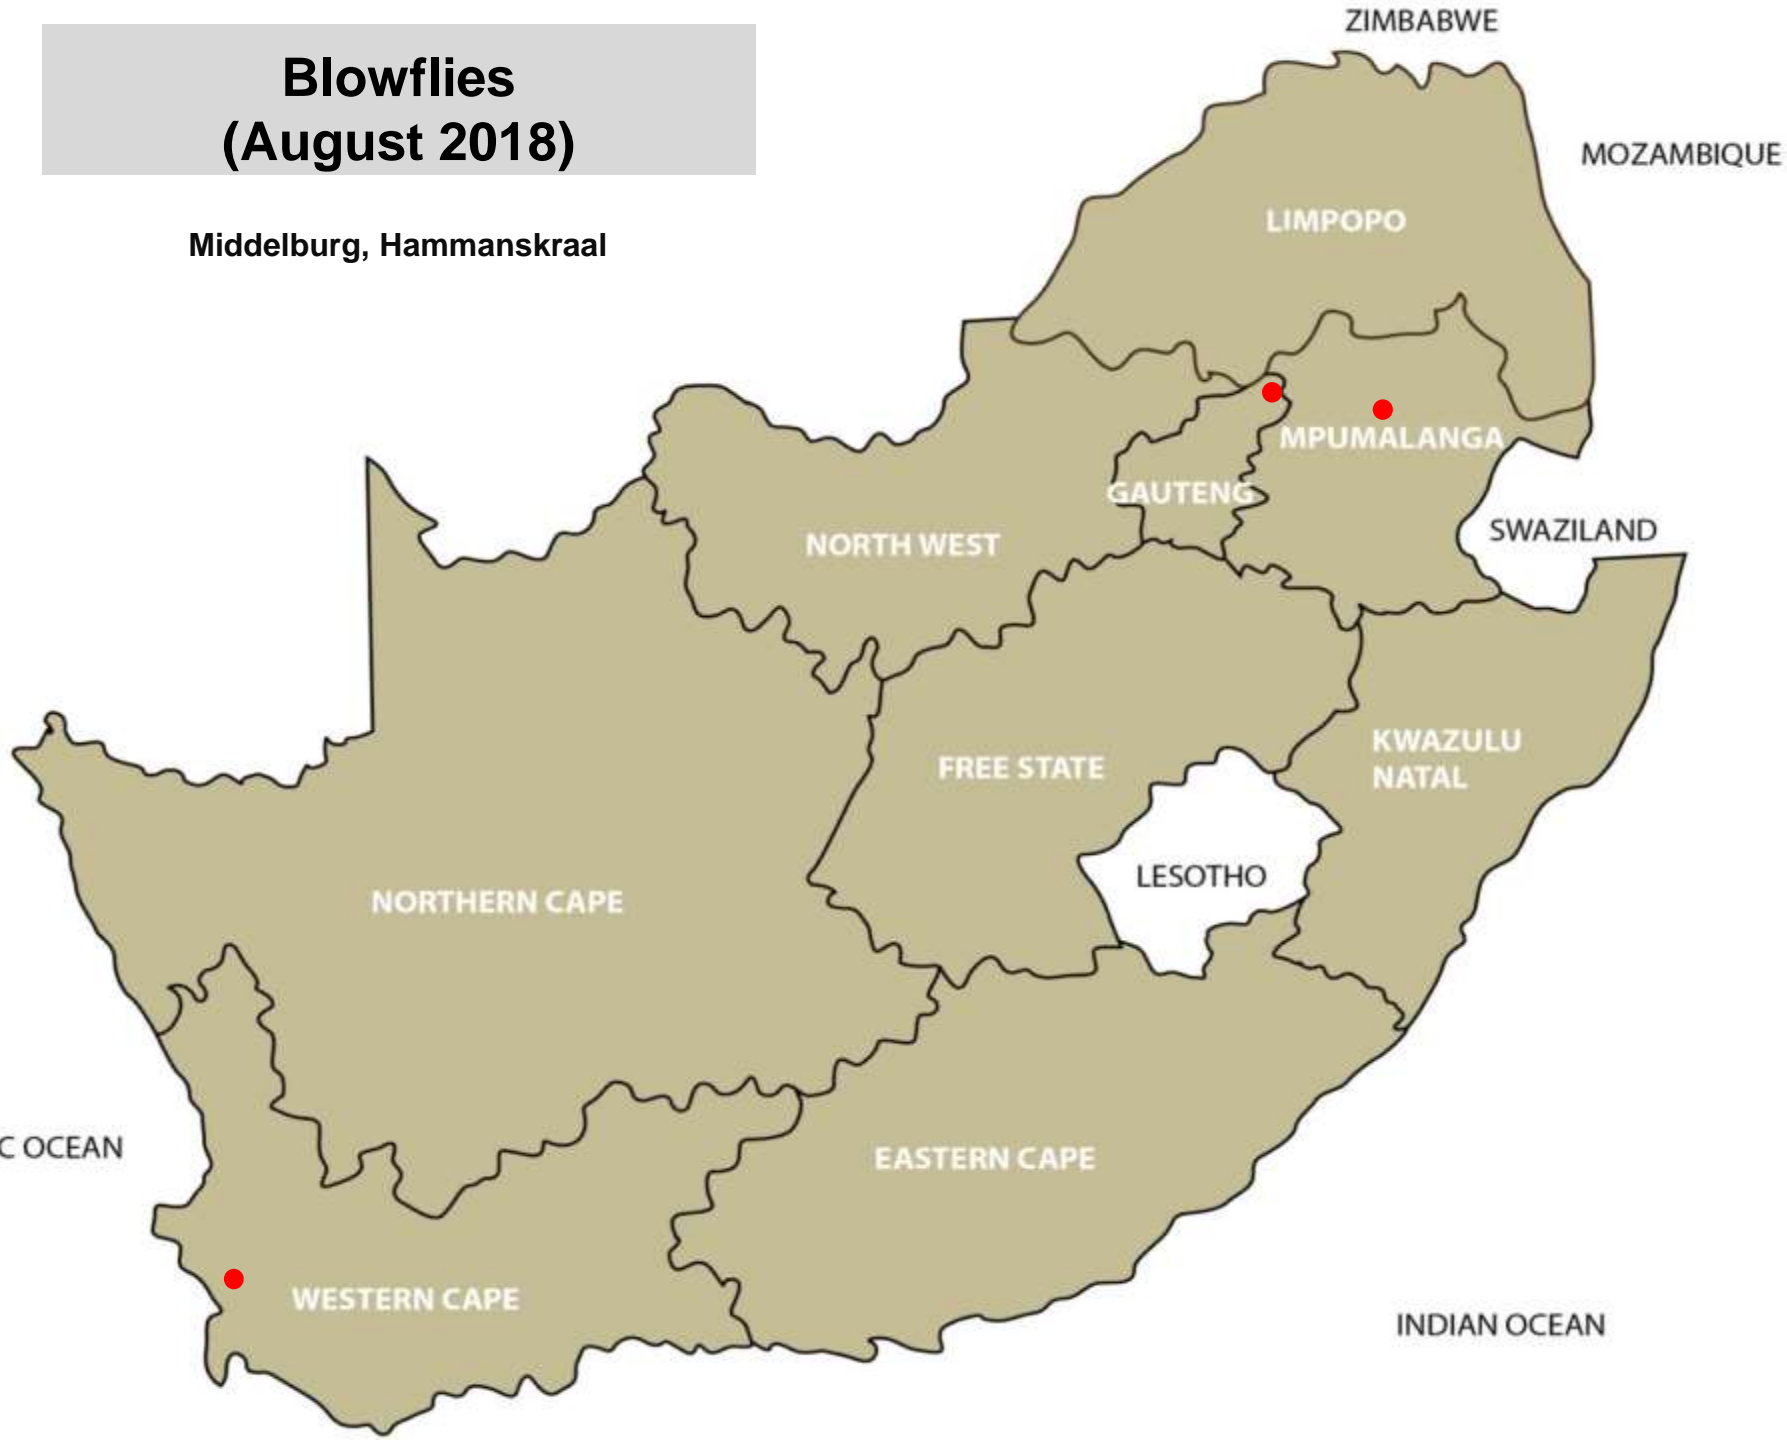 Blowflies
(August 2018)
Middelburg, Hammanskraal
ZIMBABWE
MOZAMBIQUE
LIMPOPO
MPUMALANGA
GAUTENG
NORTH WEST
SWAZILAND
FREE STATE
KWAZULU
NATAL
LESOTHO
NORTHERN CAPE
C OCEAN
EASTERN CAPE
WESTERN CAPE
INDIAN OCEAN